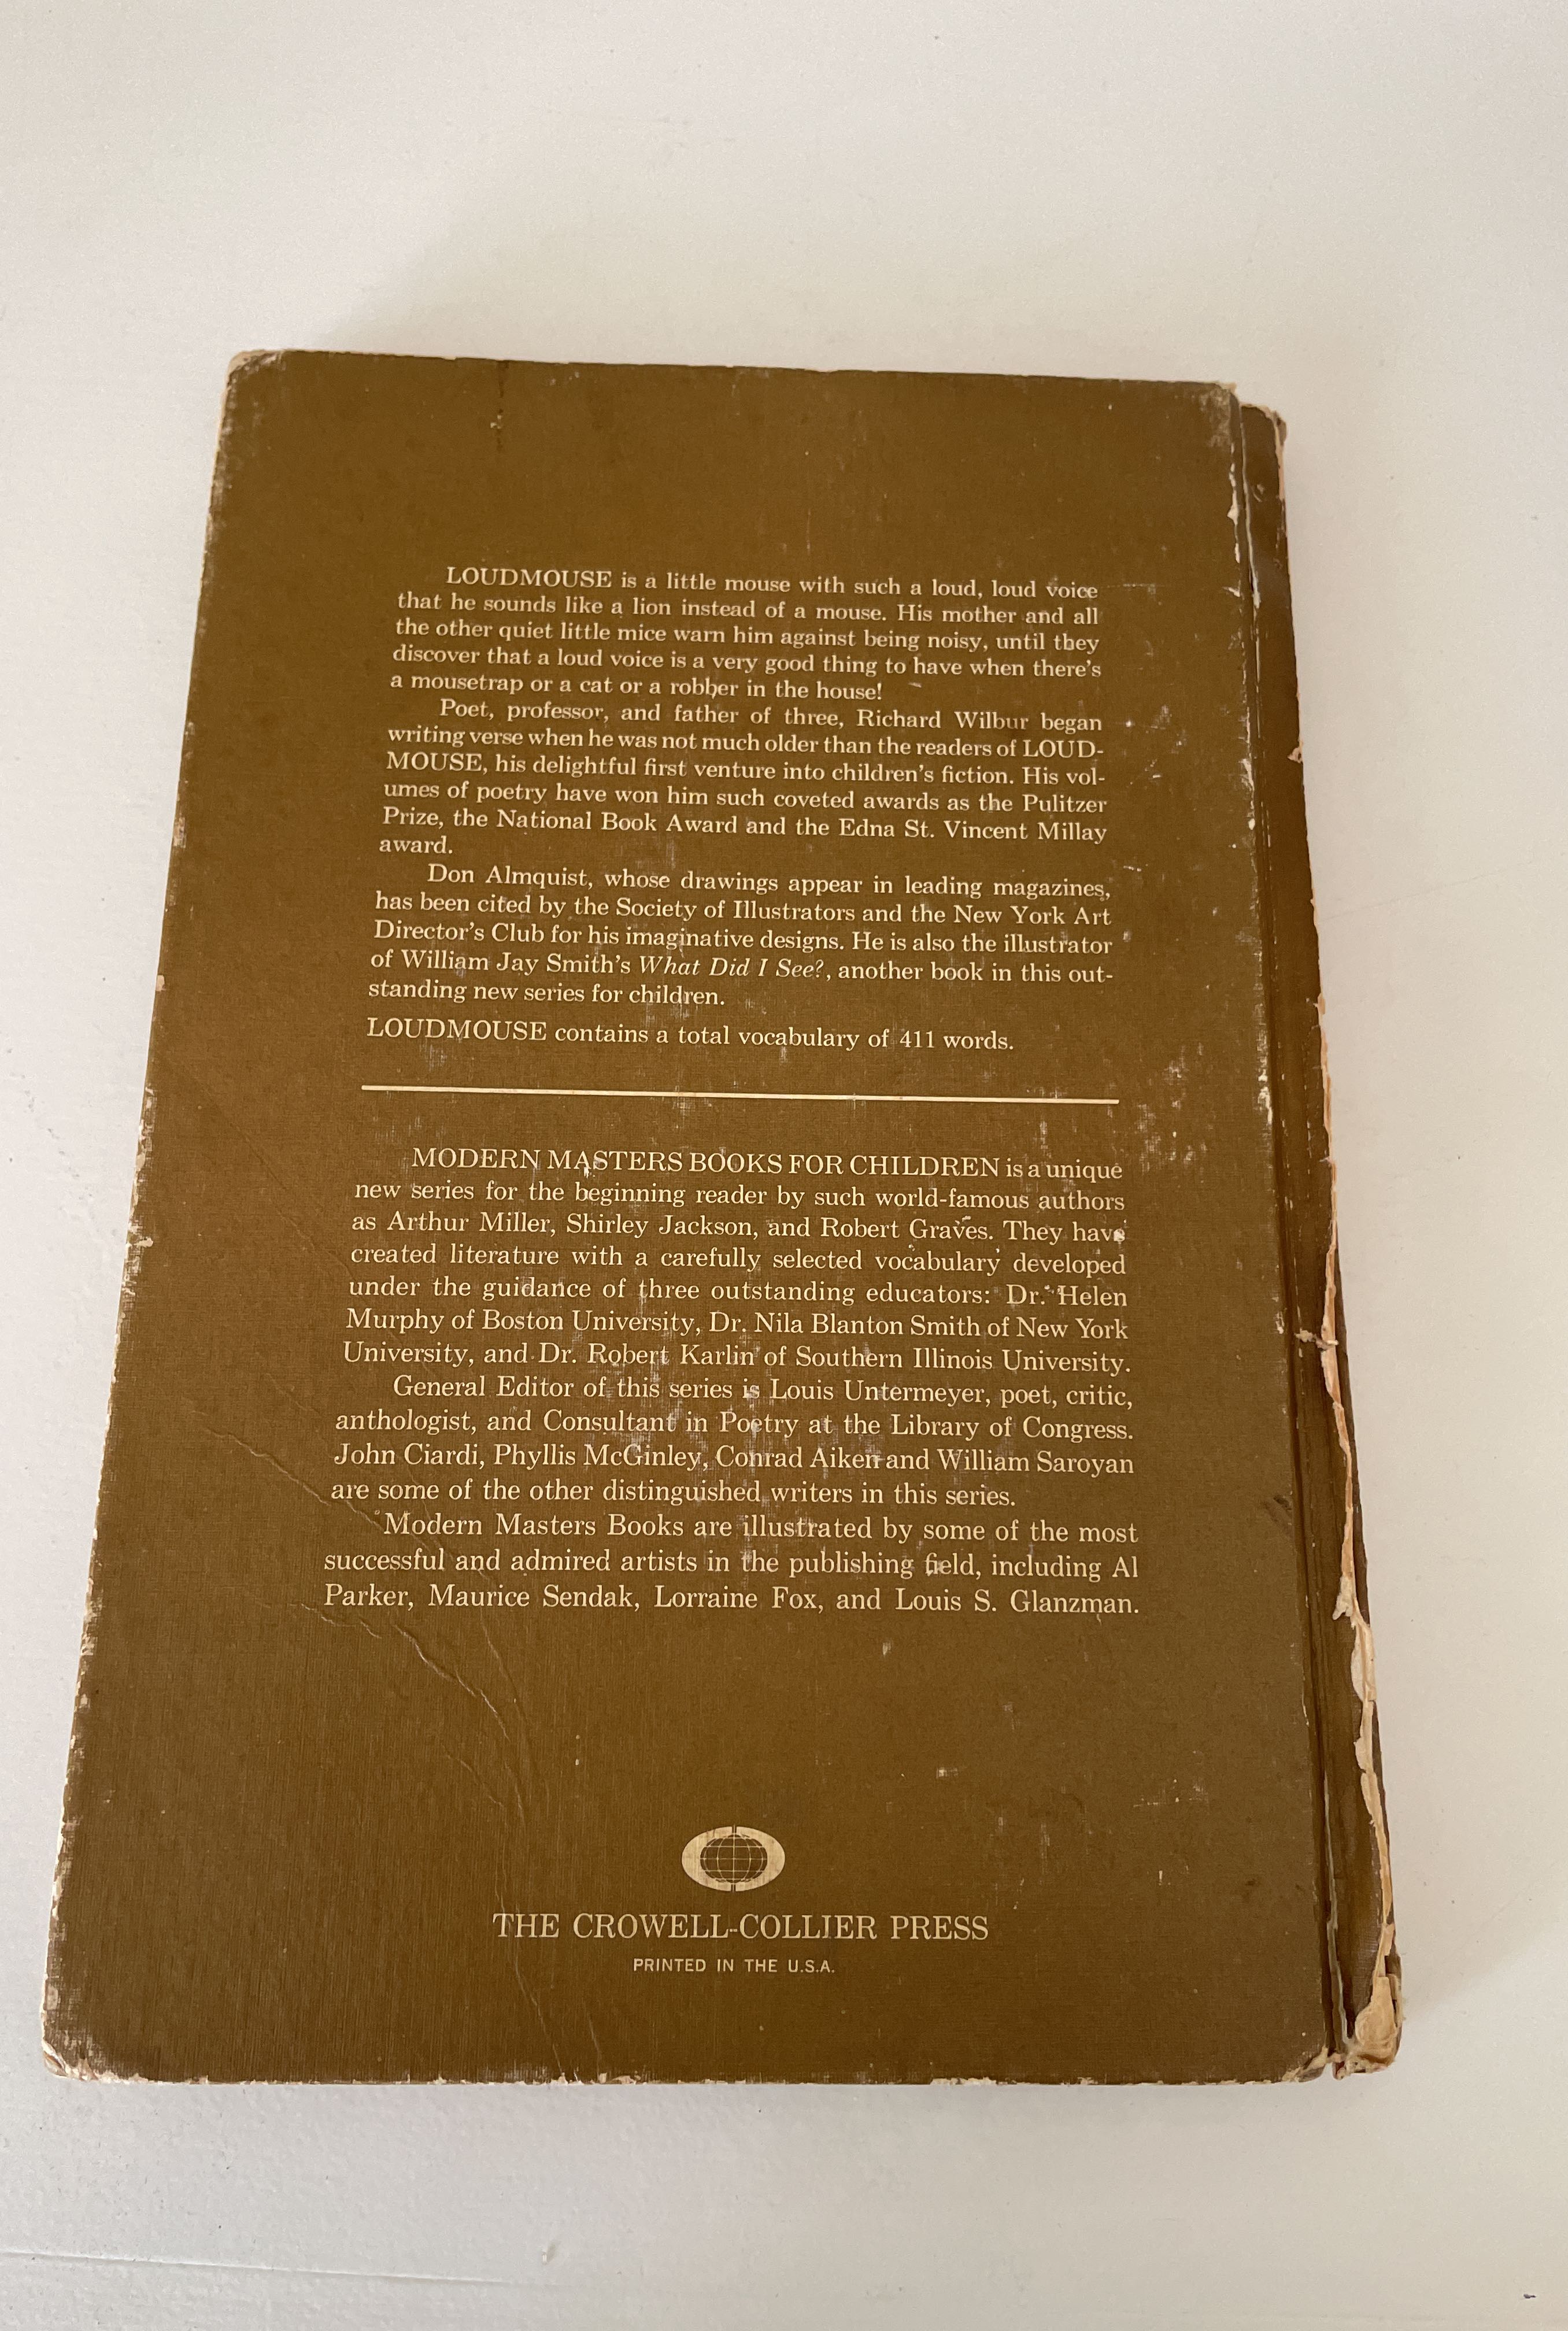 LOUDMOUSE is a little mouse with such a loud, loud voice
that he sounds like a lion instead of a mouse. His mother and all
the other quiet little mice warn him against being noisy, until they
discover that a loud voice is a very good thing to have when there's
a mousetrap or a cat or a robber in the house!
Poet, professor, and father of three, Richard Wilbur began
writing verse when he was not much older than the readers of LOUD-
MOUSE, his delightful first venture into children's fiction. His vol-
umes of poetry have won him such coveted awards as the Pulitzer
Prize, the National Book Award and the Edna St. Vincent Millay
award.
Don Almquist, whose drawings appear in leading magazines,
has been cited by the Society of Illustrators and the New York Art
Director's Club for his imaginative designs. He is also the illustrator
of William Jay Smith's What Did I See?, another book in this out-
standing new series for children.
LOUDMOUSE contains a total vocabulary of 411 words.
MODERN MASTERS BOOKS FOR CHILDREN is a unique
new series for the beginning reader by such world-famous authors
as Arthur Miller, Shirley Jackson, and Robert Graves. They have
created literature with a carefully selected vocabulary developed
under the guidance of three outstanding educators: Dr. Helen
Murphy of Boston University, Dr. Nila Blanton Smith of New York
University, and Dr. Robert Karlin of Southern Illinois University.
General Editor of this series is Louis Untermeyer, poet, critic,
anthologist, and Consultant in Poetry at the Library of Congress.
John Ciardi, Phyllis McGinley, Conrad Aiken and William Saroyan
are some of the other distinguished writers in this series.
Modern Masters Books are illustrated by some of the most
successful and admired artists in the publishing field, including Al
Parker, Maurice Sendak, Lorraine Fox, and Louis S. Glanzman.
THE CROWELL-COLLIER PRESS
PRINTED IN THE U.S.A.